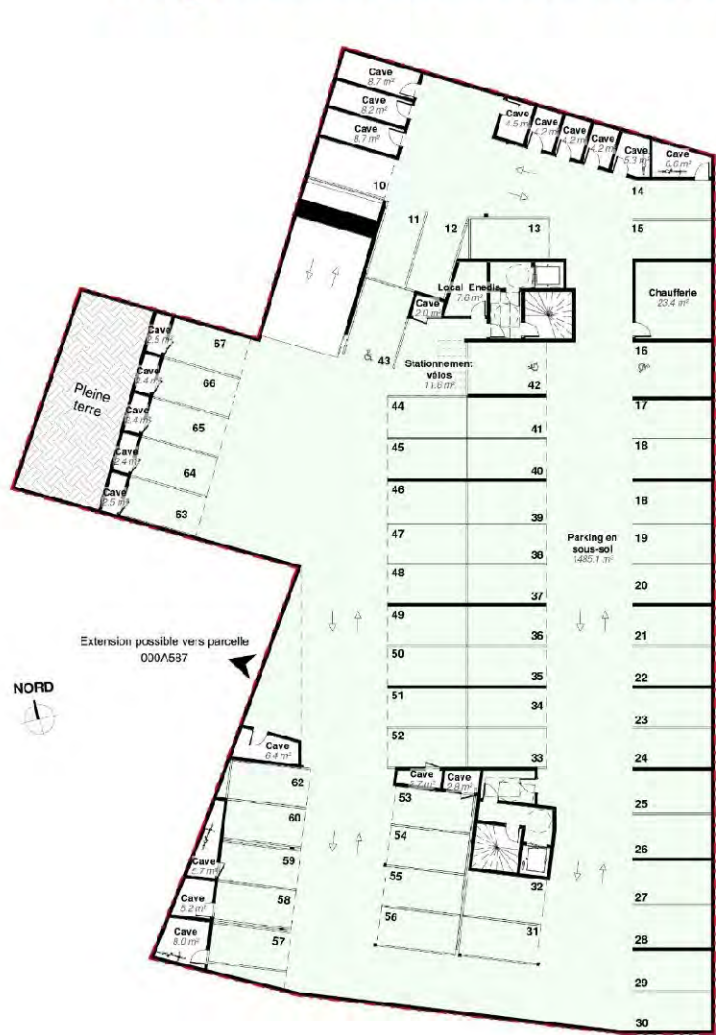 Cave
8.7 m²
Cave
8.2 m²
Cave
8.7 m²
Cave
4.5 m²
Cave
4.2 m²
Cave
4.2 m²
Cave
4.2 m²
Cave
5.3 m²
Cave
6.6 m²
10
11
12
13
14
15
Local Enedis
7.6 m²
Cave
2.0 m²
Chaufferie
23.4 m²
43
Stationnement
vélos
11.6 m²
42
16
Pleine
terre
Cave
2.5 m²
Cave
2.4 m²
Cave
2.4 m²
Cave
2.4 m²
Cave
2.5 m²
67
66
65
64
63
44
45
46
47
48
49
50
51
52
41
40
39
38
37
36
35
34
33
Parking en
sous-sol
1485.1 m²
17
18
18
19
20
21
22
23
24
25
26
27
28
29
30
Extension possible vers parcelle
NORD
Cave
6.4 m²
62
60
59
58
57
Cave
Cave
5.2 m²
Cave
8.0 m²
Cave
Cave
2.8 m²
53
54
55
56
32
31